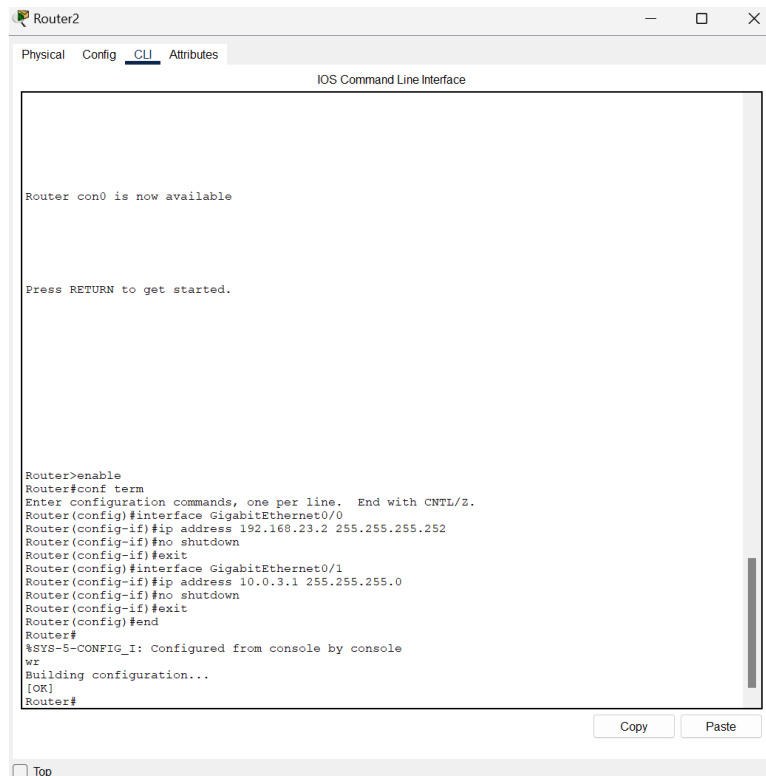 Router2
Physical Config CLI Attributes
IOS Command Line Interface
Router con0 is now available
Press RETURN to get started.
Router>enable
Router#conf term
Enter configuration commands, one per line.  End with CNTL/Z.
Router(config)#interface GigabitEthernet0/0
Router(config-if)#ip address 192.168.23.2 255.255.255.252
Router(config-if)#no shutdown
Router(config-if)#exit
Router(config)#interface GigabitEthernet0/1
Router(config-if)#ip address 10.0.3.1 255.255.255.0
Router(config-if)#no shutdown
Router(config-if)#exit
Router(config)#end
Router#
%SYS-5-CONFIG_I: Configured from console by console
wr
Building configuration...
[OK]
Router#
Copy Paste
Top